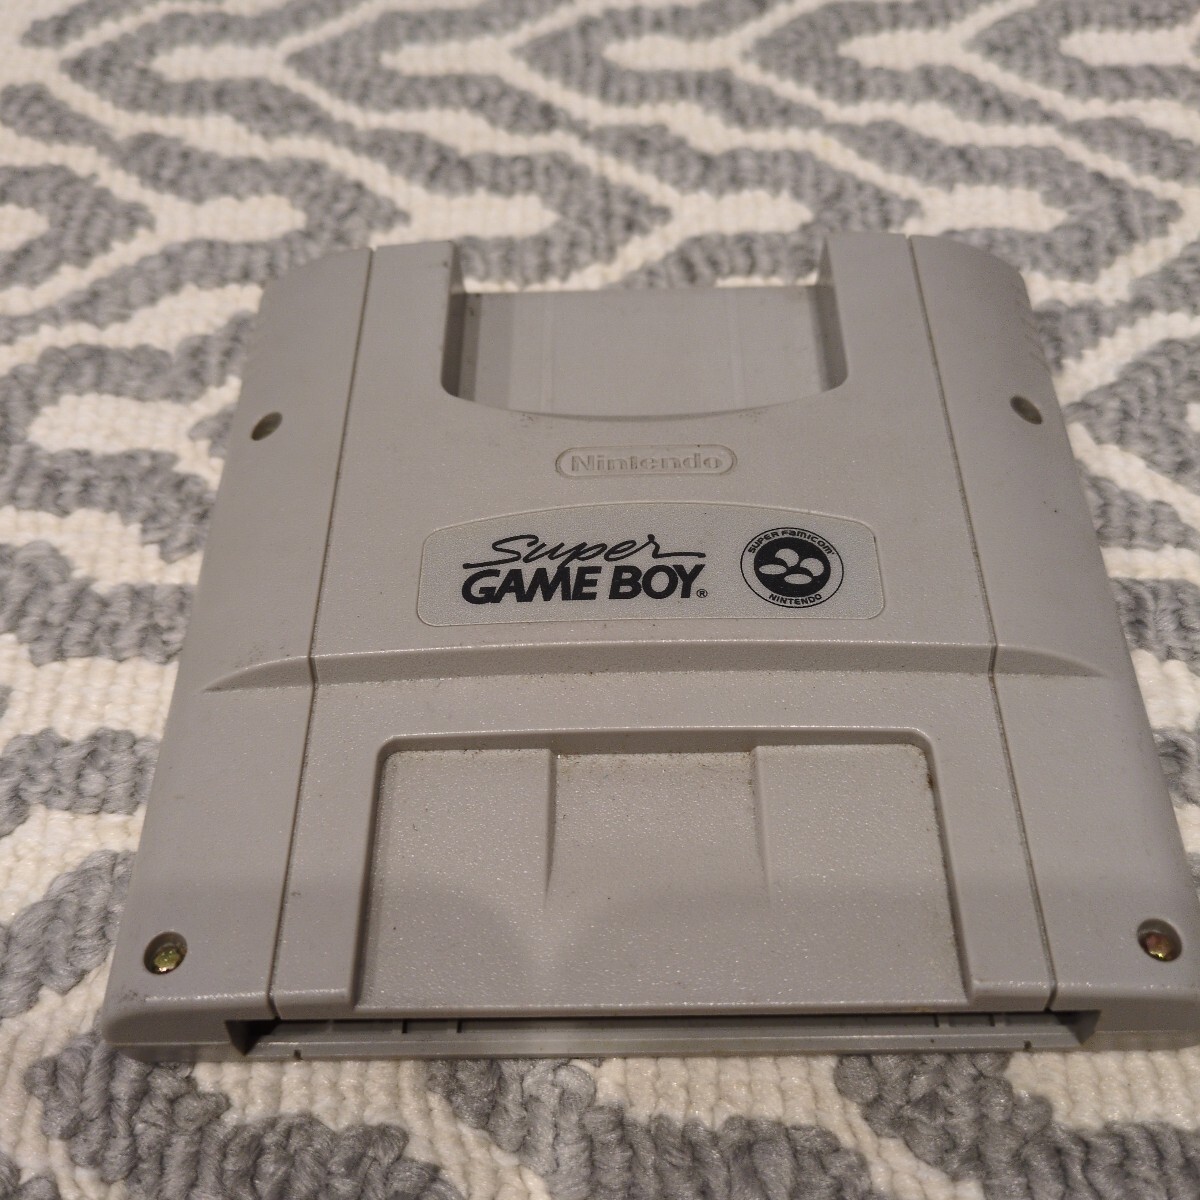 Nintendo
Super
GAME BOY®
SUPER FAMICOM
NINTENDO